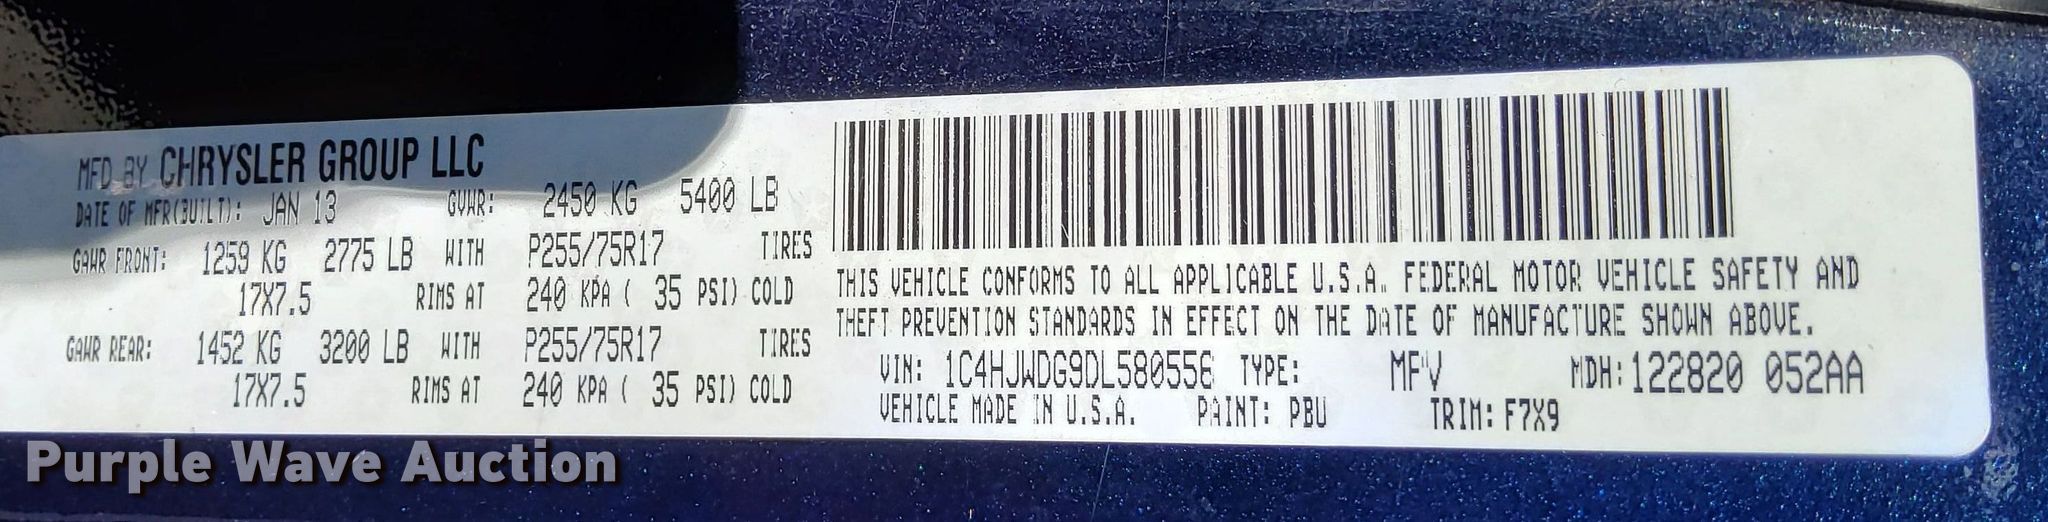 MFD BY CHRYSLER GROUP LLC
DATE OF MFR(BUILT): JAN 13 GVWR: 2450 KG 5400 LB
GAWR FRONT: 1259 KG 2775 LB WITH P255/75R17 TIRES
17X7.5 RIMS AT 240 KPA ( 35 PSI) COLD
GAWR REAR: 1452 KG 3200 LB WITH P255/75R17 TIRES
17X7.5 RIMS AT 240 KPA ( 35 PSI) COLD
THIS VEHICLE CONFORMS TO ALL APPLICABLE U.S.A. FEDERAL MOTOR VEHICLE SAFETY AND
THEFT PREVENTION STANDARDS IN EFFECT ON THE DATE OF MANUFACTURE SHOWN ABOVE.
VIN: 1C4HJWDG9DL580556 TYPE: MPV MDH: 122820 052AA
VEHICLE MADE IN U.S.A. PAINT: PBU TRIM: F7X9
Purple Wave Auction